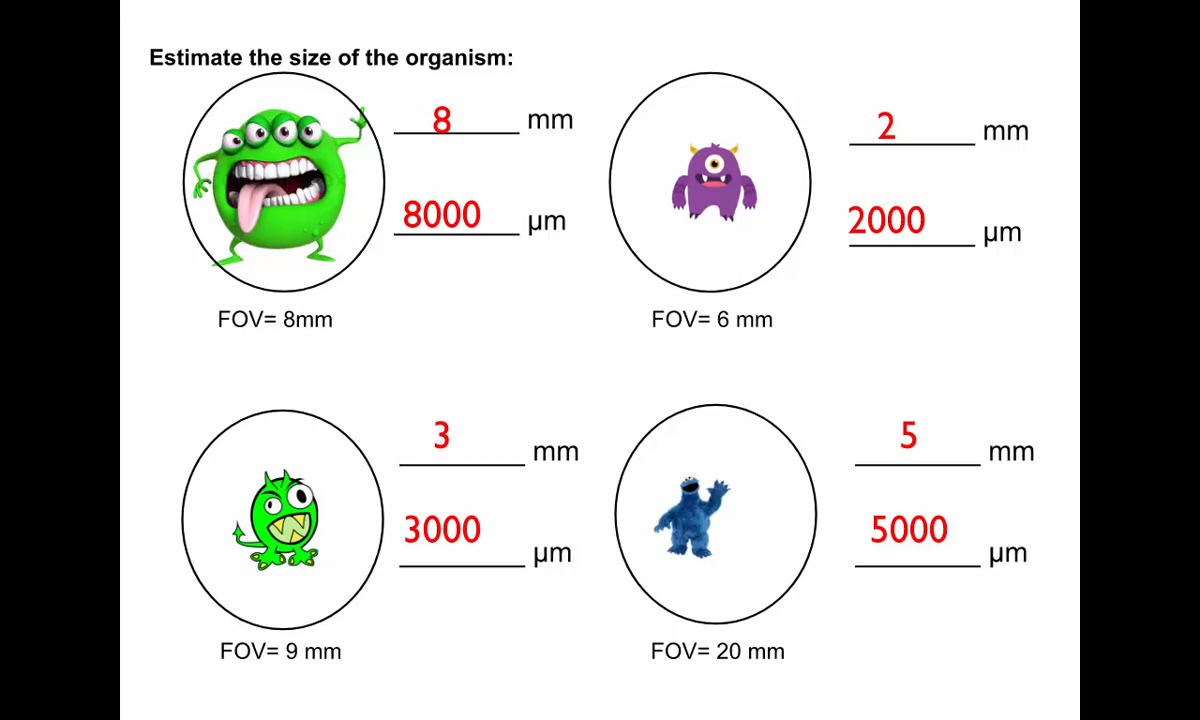 Estimate the size of the organism:
8 mm
8000 µm
FOV= 8mm
2 mm
2000 µm
FOV= 6 mm
3 mm
3000 µm
FOV= 9 mm
5 mm
5000 µm
FOV= 20 mm